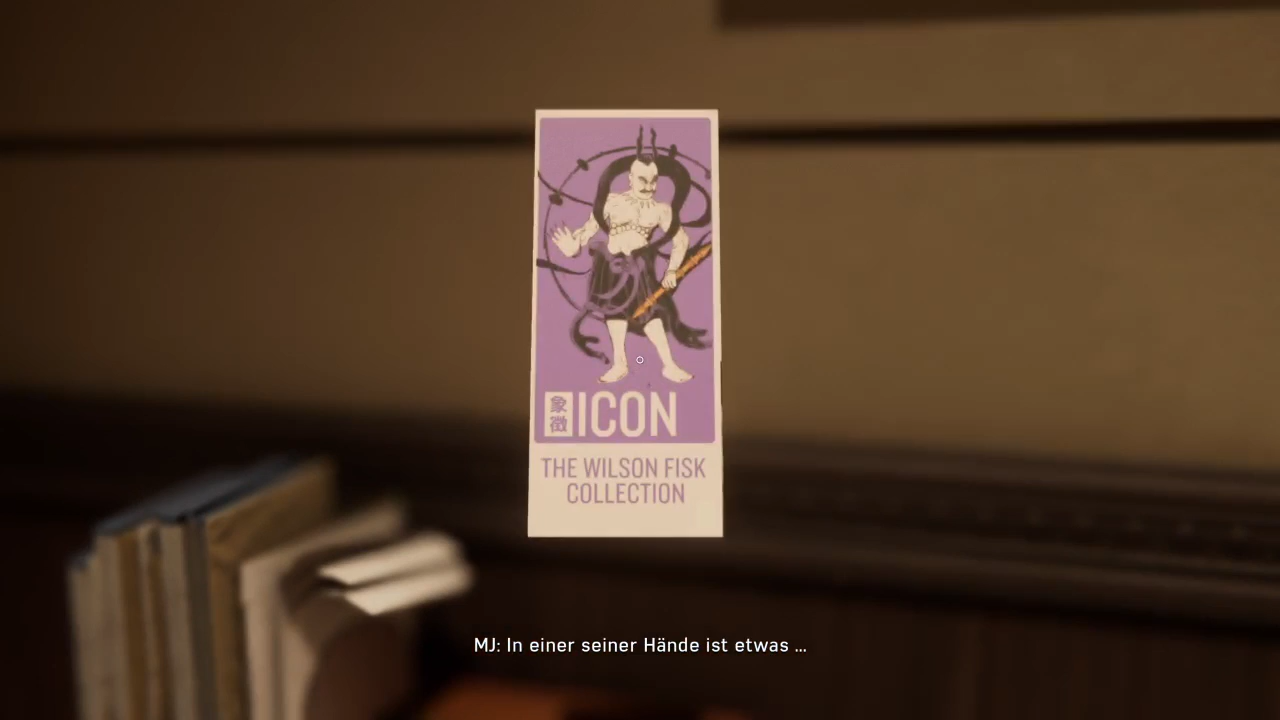 象徵
ICON
THE WILSON FISK
COLLECTION
MJ: In einer seiner Hände ist etwas ...